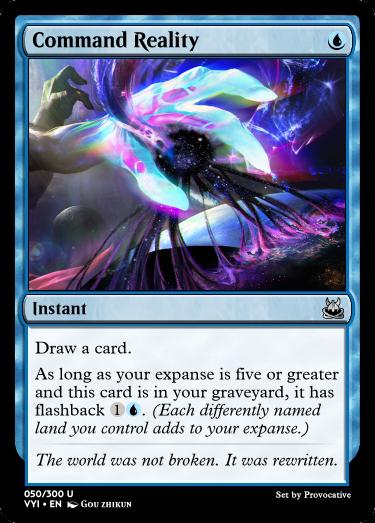 Command Reality
Instant
Draw a card.
As long as your expanse is five or greater
and this card is in your graveyard, it has
flashback 1. (Each differently named
land you control adds to your expanse.)
The world was not broken. It was rewritten.
050/300 U
VYI • EN Gou zhikun
Set by Provocative